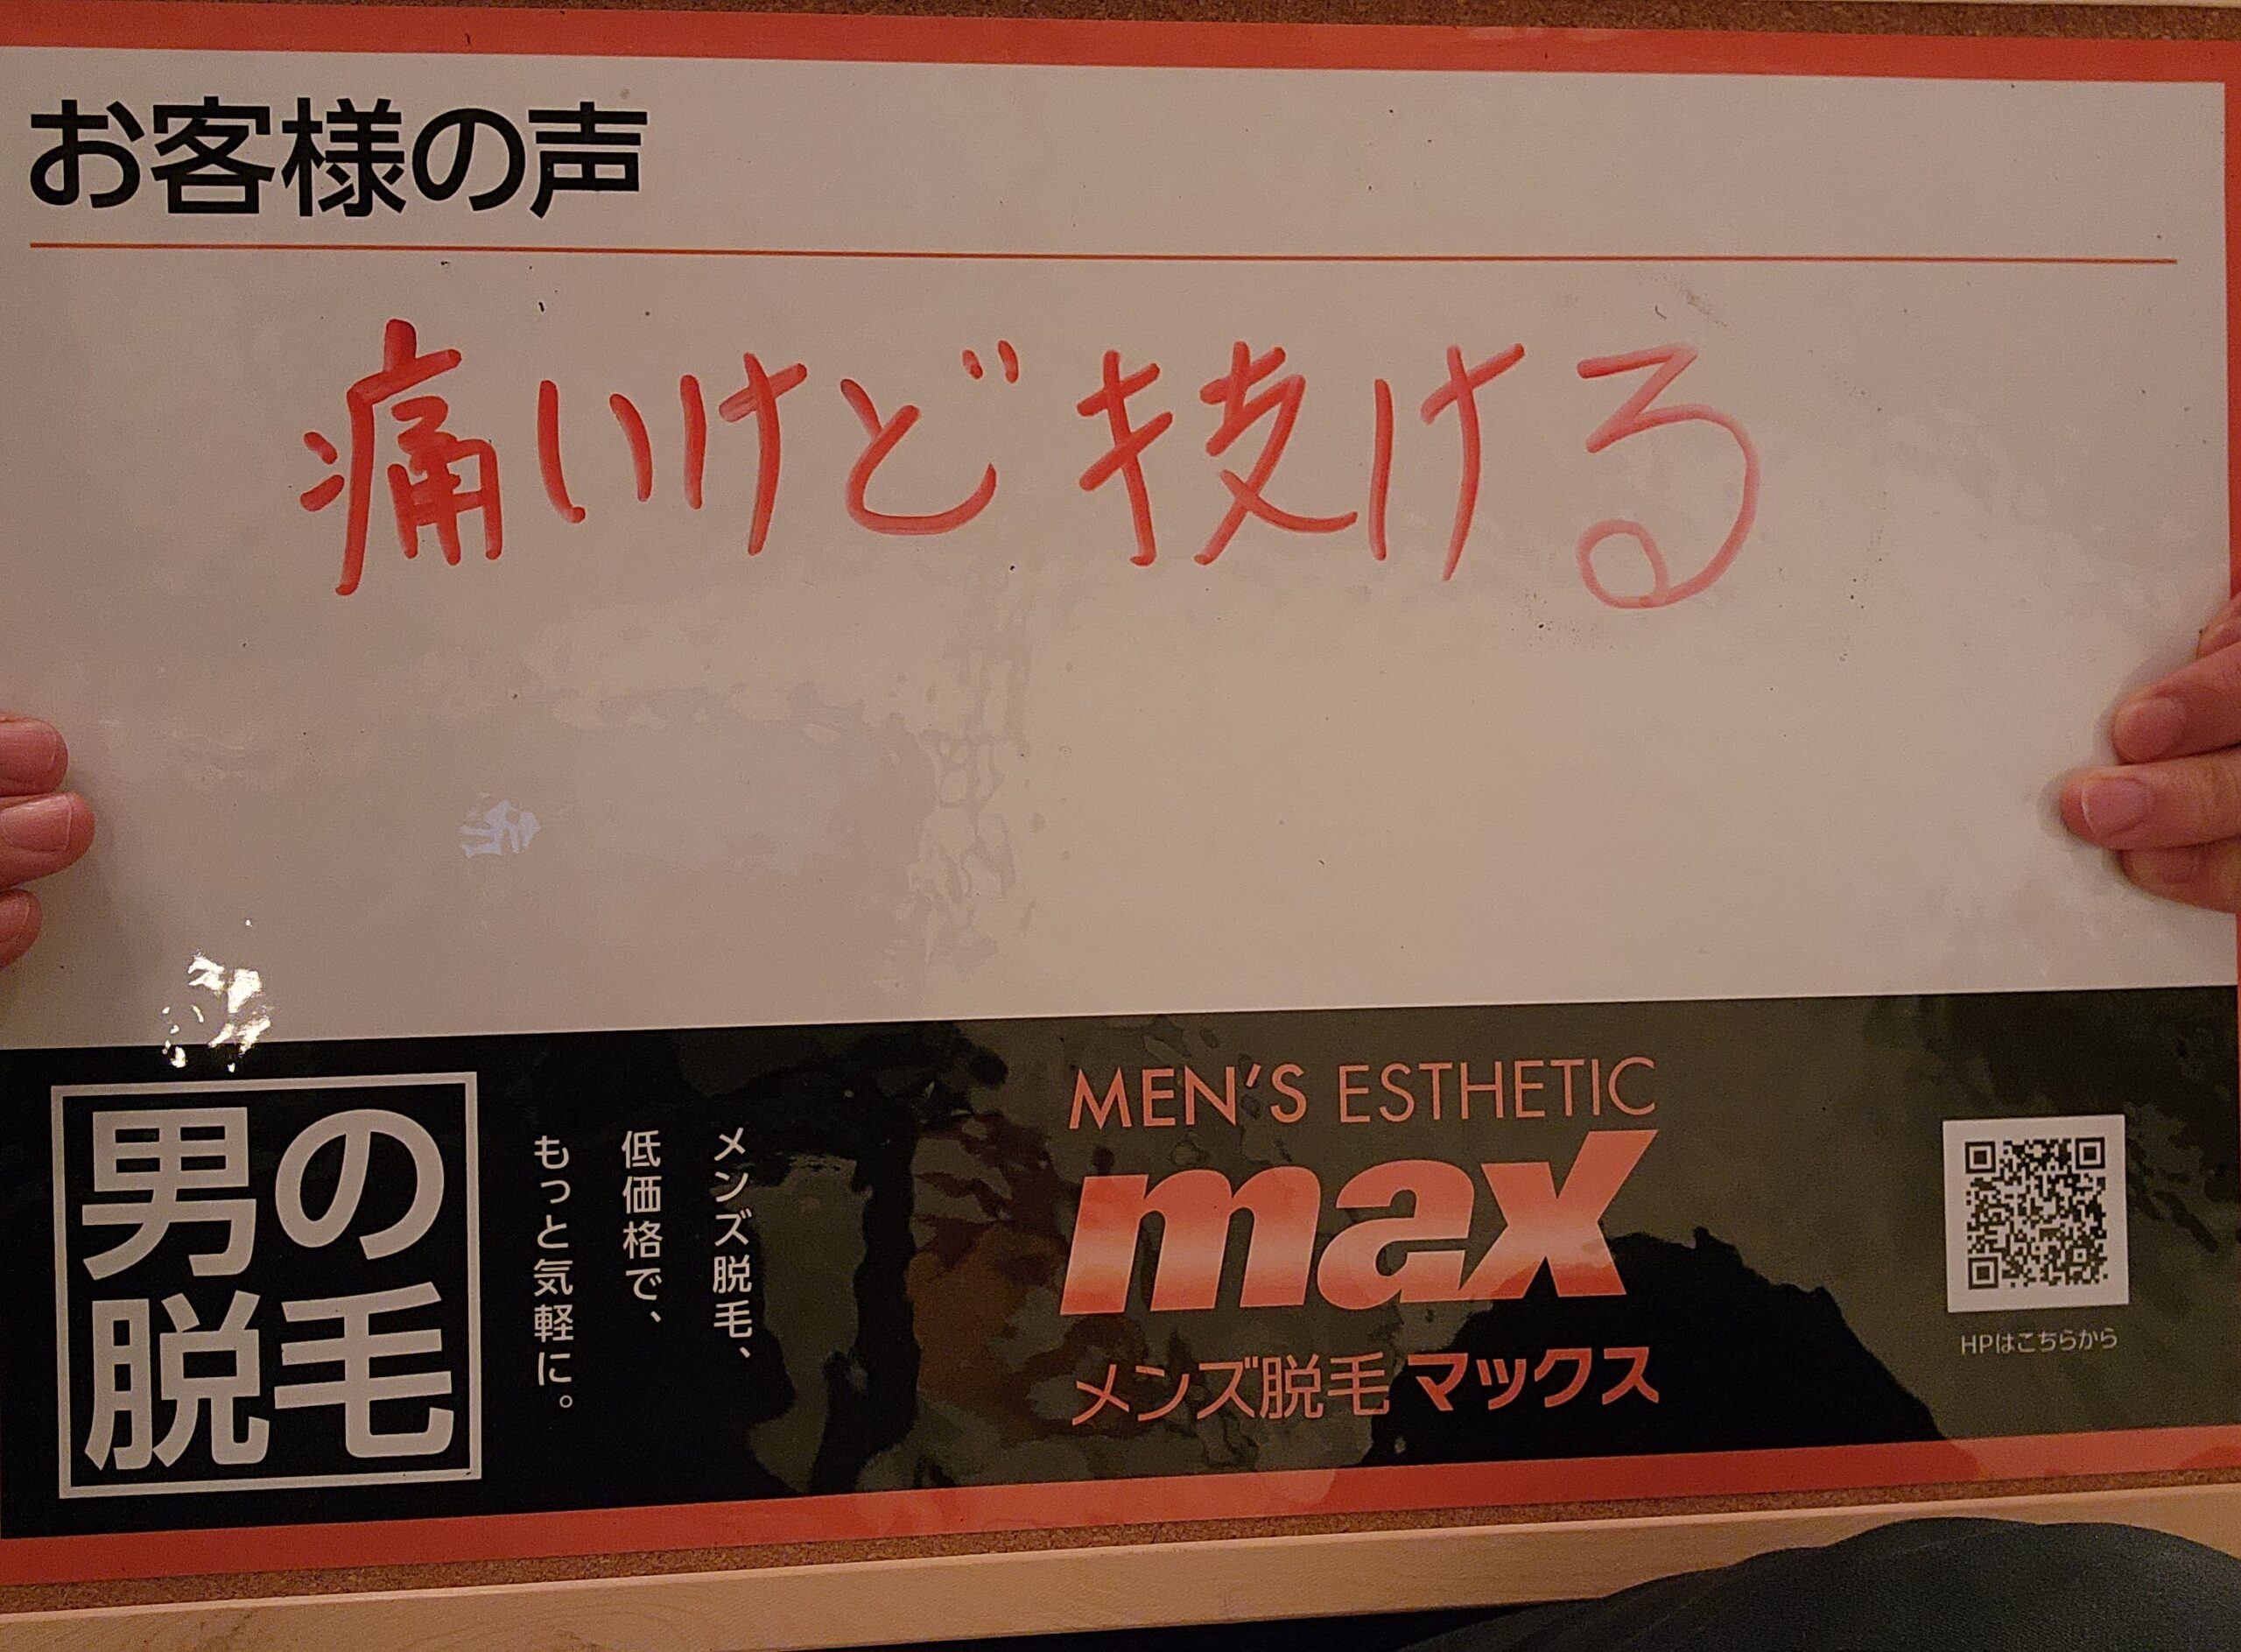 お客様の声
痛いけど技ける
男の
脱毛
メンズ脱毛、
低価格で、
もっと気軽に。
MEN'S ESTHETIC
max
メンズ脱毛 マックス
HPはこちらから